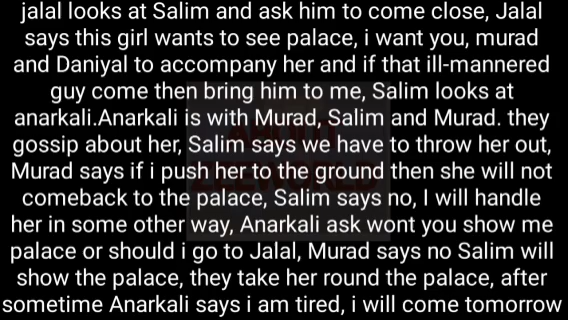 jalal looks at Salim and ask him to come close, Jalal
says this girl wants to see palace, i want you, murad
and Daniyal to accompany her and if that ill-mannered
guy come then bring him to me, Salim looks at
anarkali.Anarkali is with Murad, Salim and Murad. they
gossip about her, Salim says we have to throw her out,
Murad says if i push her to the ground then she will not
comeback to the palace, Salim says no, I will handle
her in some other way, Anarkali ask wont you show me
palace or should i go to Jalal, Murad says no Salim will
show the palace, they take her round the palace, after
sometime Anarkali says i am tired, i will come tomorrow